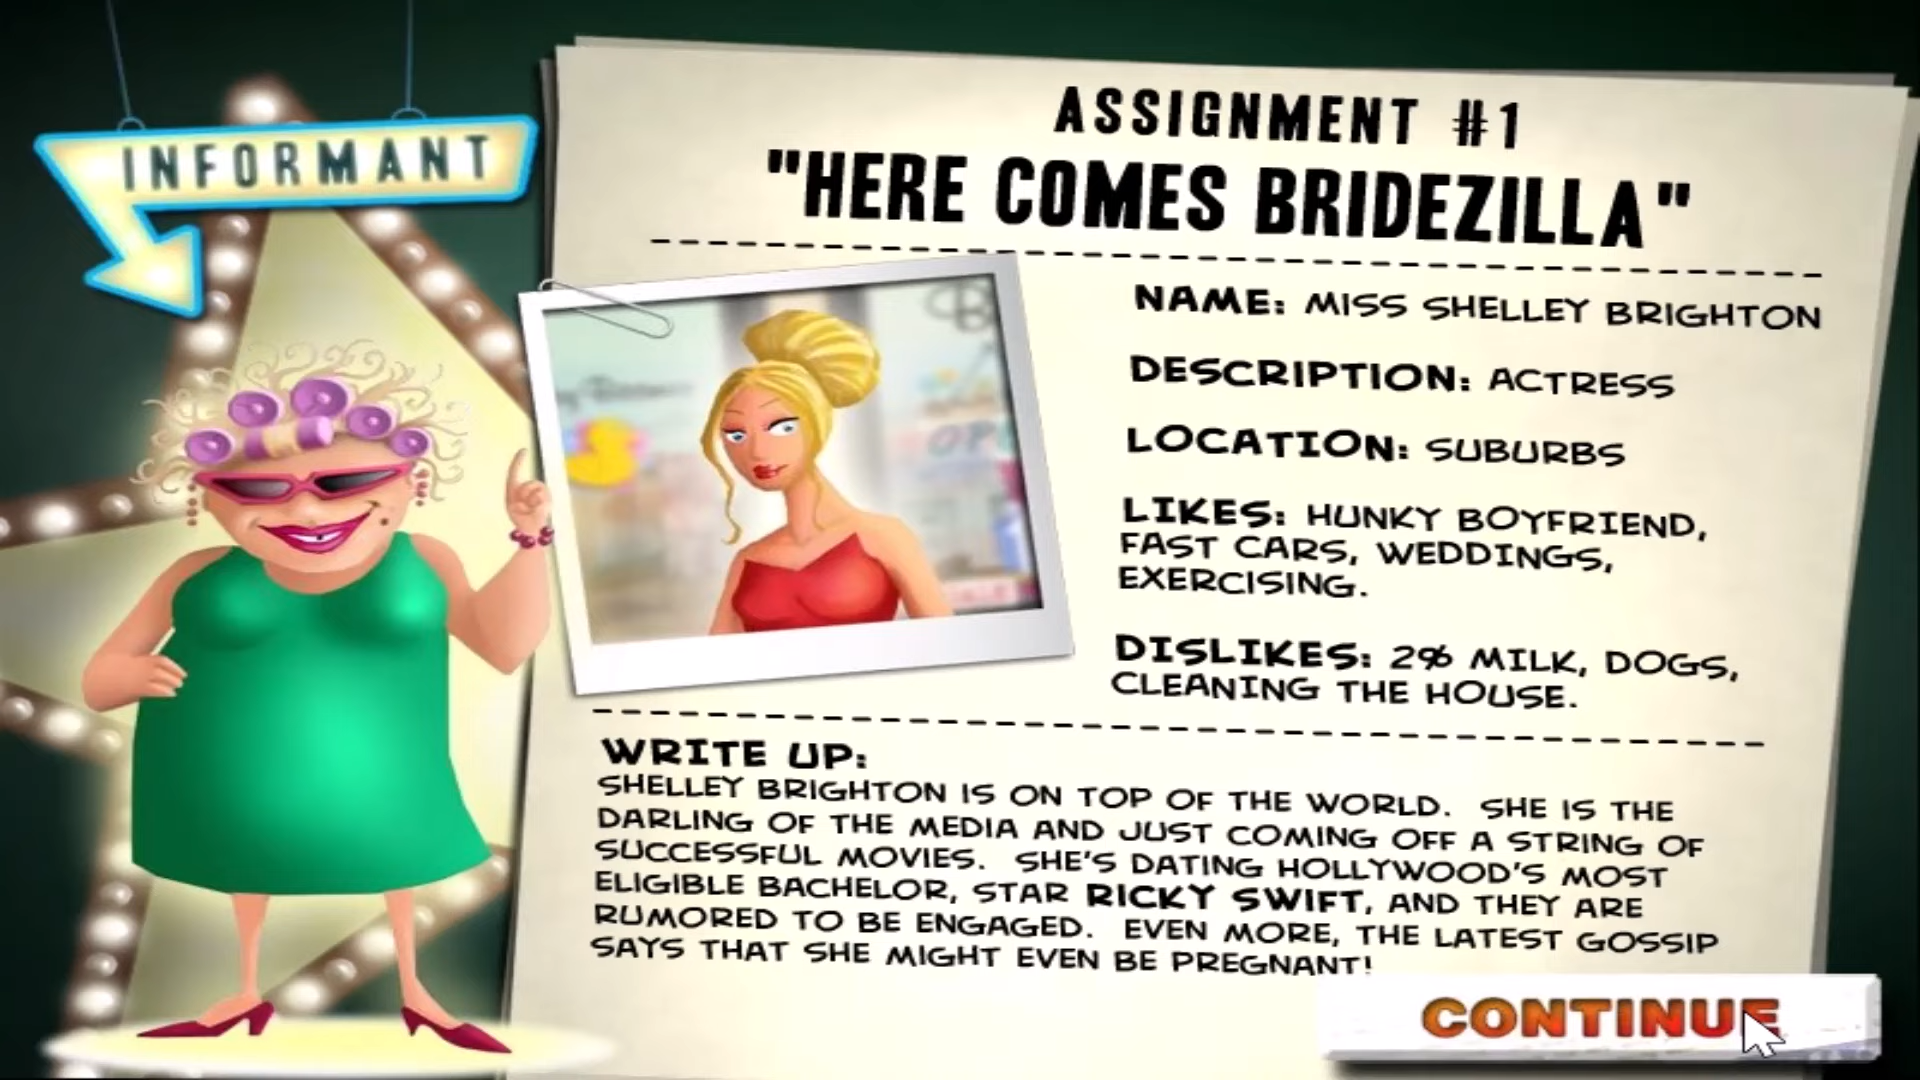 INFORMANT
ASSIGNMENT #1
"HERE COMES BRIDEZILLA"
NAME: MISS SHELLEY BRIGHTON
DESCRIPTION: ACTRESS
LOCATION: SUBURBS
LIKES: HUNKY BOYFRIEND,
FAST CARS, WEDDINGS,
EXERCISING.
DISLIKES: 2% MILK, DOGS,
CLEANING THE HOUSE.
WRITE UP:
SHELLEY BRIGHTON IS ON TOP OF THE WORLD. SHE IS THE
DARLING OF THE MEDIA AND JUST COMING OFF A STRING OF
SUCCESSFUL MOVIES. SHE'S DATING HOLLYWOOD'S MOST
ELIGIBLE BACHELOR, STAR RICKY SWIFT, AND THEY ARE
RUMORED TO BE ENGAGED. EVEN MORE, THE LATEST GOSSIP
SAYS THAT SHE MIGHT EVEN BE PREGNANT!
CONTINUE